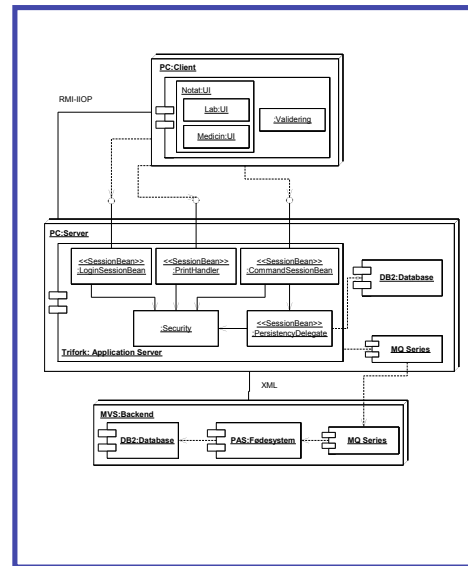 PC:Client
Notat:UI
Lab:UI
Medicin:UI
:Validering
RMI-IIOP
PC:Server
<<SessionBean>>
:LoginSessionBean
<<SessionBean>>
:PrintHandler
<<SessionBean>>
:CommandSessionBean
DB2:Database
:Security
<<SessionBean>>
:PersistencyDelegate
MQ Series
Trifork: Application Server
XML
MVS:Backend
DB2:Database
PAS:Fødesystem
MQ Series